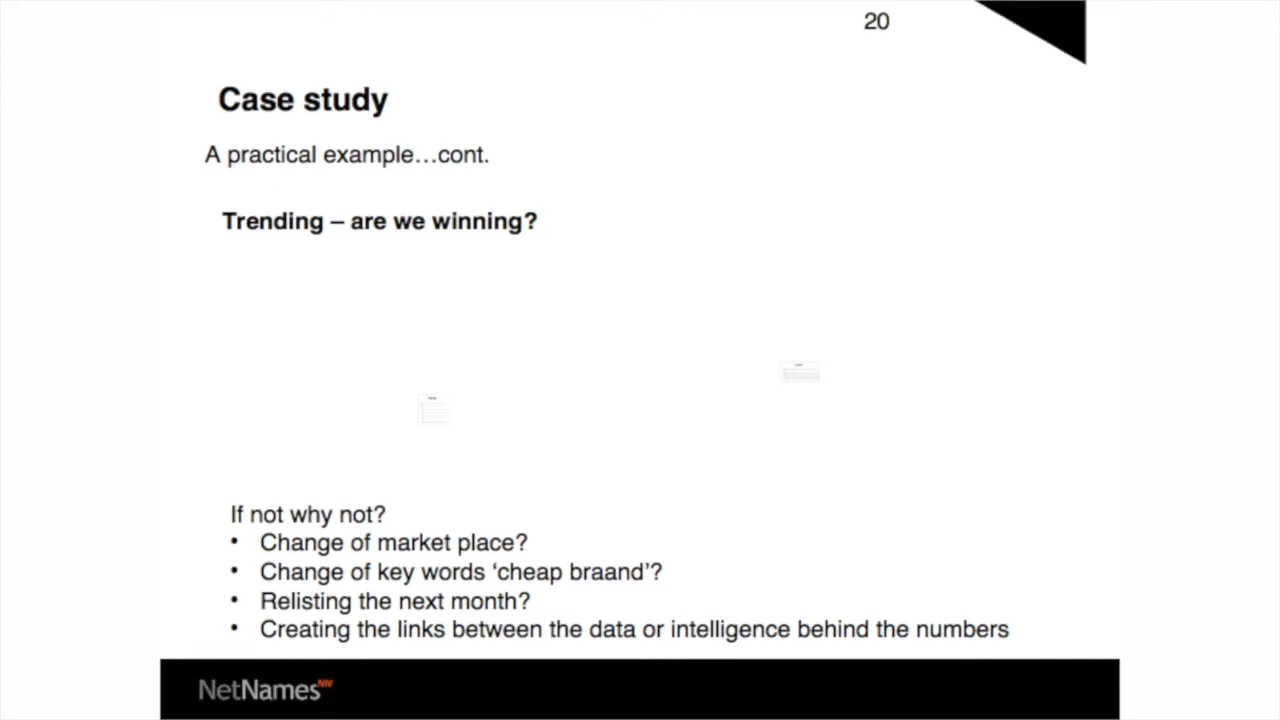 20
Case study
A practical example…cont.
Trending – are we winning?
If not why not?
• Change of market place?
• Change of key words ‘cheap braand’?
• Relisting the next month?
• Creating the links between the data or intelligence behind the numbers
NetNames